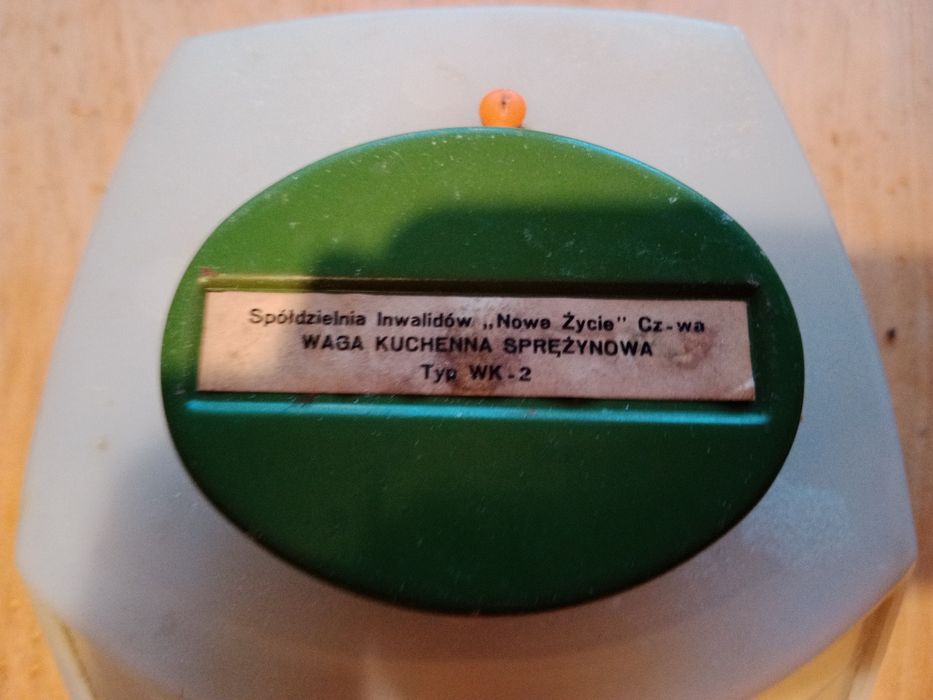 Spółdzielnia Inwalidów „Nowe Życie" Cz-wa
WAGA KUCHENNA SPRĘŻYNOWA
Typ WK-2